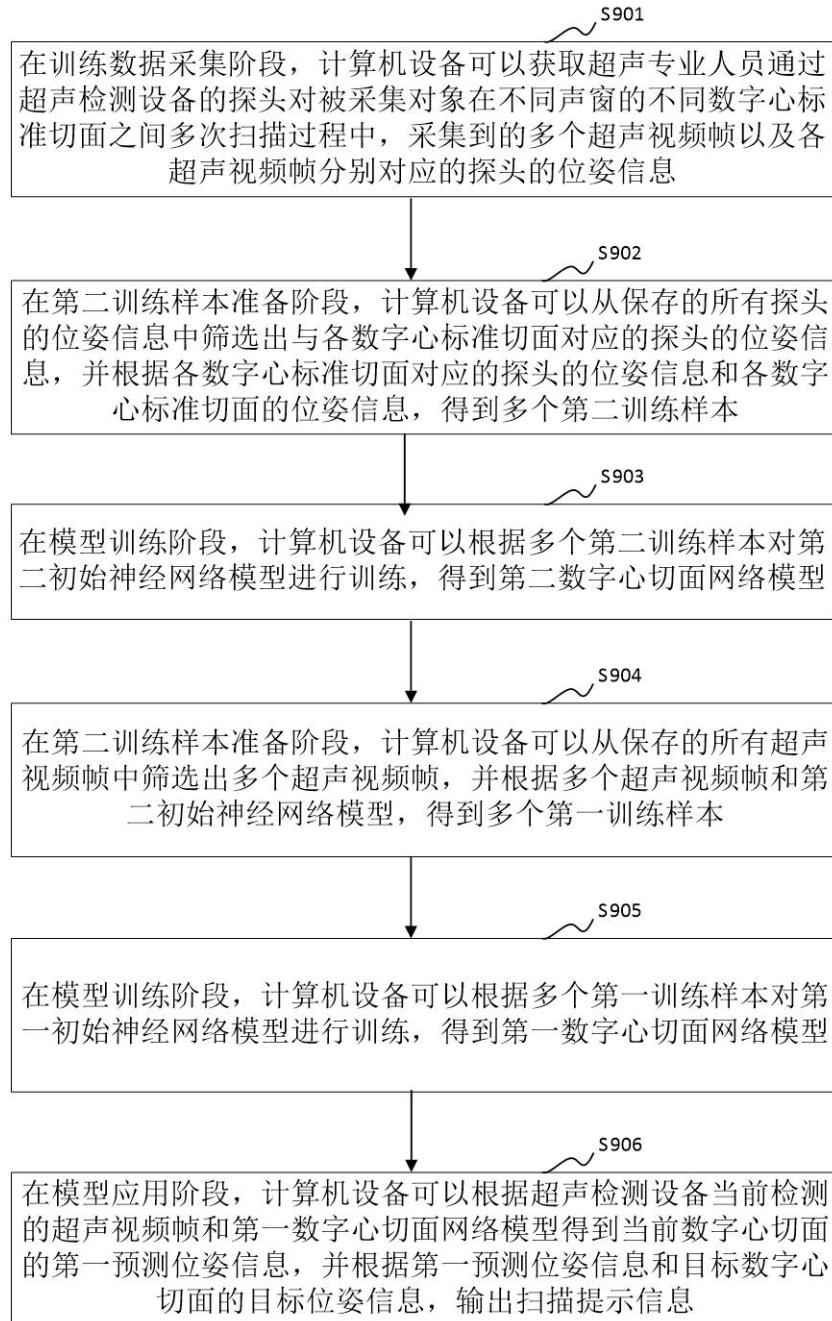 S901
在训练数据采集阶段，计算机设备可以获取超声专业人员通过
超声检测设备的探头对被采集对象在不同声窗的不同数字心标
准切面之间多次扫描过程中，采集到的多个超声视频帧以及各
超声视频帧分别对应的探头的位姿信息
S902
在第二训练样本准备阶段，计算机设备可以从保存的所有探头
的位姿信息中筛选出与各数字心标准切面对应的探头的位姿信
息，并根据各数字心标准切面对应的探头的位姿信息和各数字
心标准切面的位姿信息，得到多个第二训练样本
S903
在模型训练阶段，计算机设备可以根据多个第二训练样本对第
二初始神经网络模型进行训练，得到第二数字心切面网络模型
S904
在第二训练样本准备阶段，计算机设备可以从保存的所有超声
视频帧中筛选出多个超声视频帧，并根据多个超声视频帧和第
二初始神经网络模型，得到多个第一训练样本
S905
在模型训练阶段，计算机设备可以根据多个第一训练样本对第
一初始神经网络模型进行训练，得到第一数字心切面网络模型
S906
在模型应用阶段，计算机设备可以根据超声检测设备当前检测
的超声视频帧和第一数字心切面网络模型得到当前数字心切面
的第一预测位姿信息，并根据第一预测位姿信息和目标数字心
切面的目标位姿信息，输出扫描提示信息